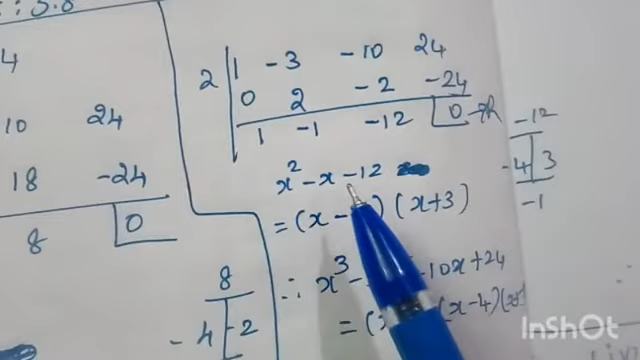 : : 5.8
4
10 24
18 -24
8 0
8
-4 -2
2 1 -3 -10 24
0 2 -2 -24
1 -1 -12 0 → R
x² - x - 12
= (x - ) (x+3)
∴ x³ - -10x + 24
= ( (x-4) (
-12
-4 3
-1
InShOt